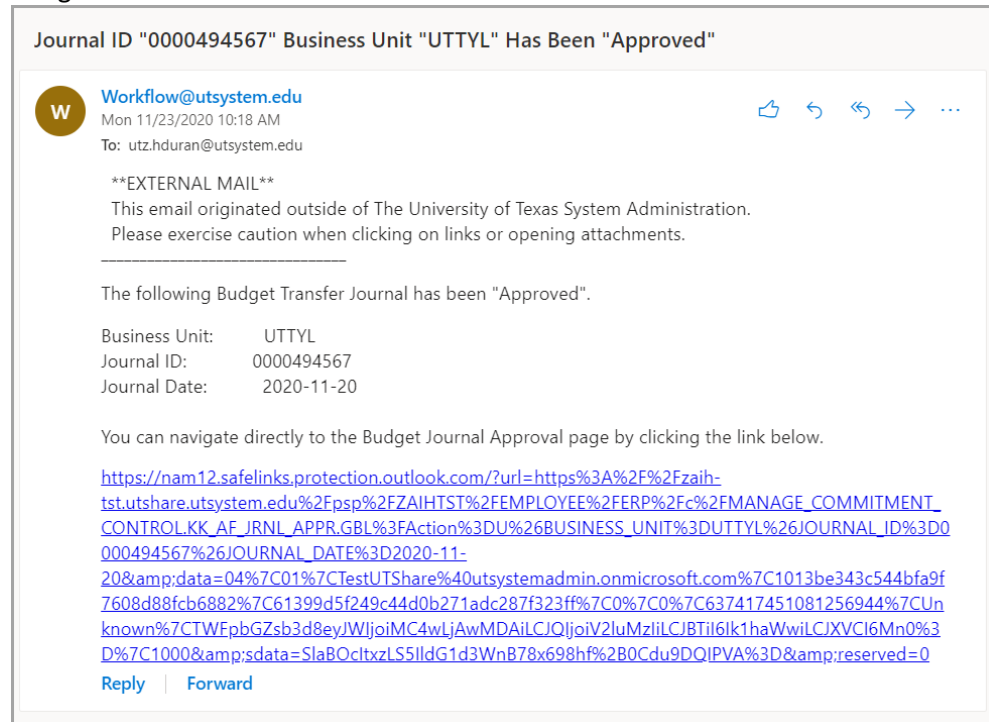 Journal ID "0000494567" Business Unit "UTTYL" Has Been "Approved"
W
Workflow@utsystem.edu
Mon 11/23/2020 10:18 AM
To: utz.hduran@utsystem.edu
**EXTERNAL MAIL**
This email originated outside of The University of Texas System Administration.
Please exercise caution when clicking on links or opening attachments.
________________________________
The following Budget Transfer Journal has been "Approved".
Business Unit: UTTYL
Journal ID: 0000494567
Journal Date: 2020-11-20
You can navigate directly to the Budget Journal Approval page by clicking the link below.
https://nam12.safelinks.protection.outlook.com/?url=https%3A%2F%2Fzaih-
tst.utshare.utsystem.edu%2Fpsp%2FZAIHTST%2FEMPLOYEE%2FERP%2Fc%2FMANAGE_COMMITMENT_
CONTROL.KK_AF_JRNL_APPR.GBL%3FAction%3DU%26BUSINESS_UNIT%3DUTTYL%26JOURNAL_ID%3D0
000494567%26JOURNAL_DATE%3D2020-11-
20&amp;data=04%7C01%7CTestUTShare%40utsystemadmin.onmicrosoft.com%7C1013be343c544bfa9f
7608d88fcb6882%7C61399d5f249c44d0b271adc287f323ff%7C0%7C0%7C637417451081256944%7CUn
known%7CTWFpbGZsb3d8eyJWIjoiMC4wLjAwMDAiLCJQIjoiV2luMzIiLCJBTiI6Ik1haWwiLCJXVCI6Mn0%3
D%7C1000&amp;sdata=SlaBOcItxzLS5IldG1d3WnB78x698hf%2B0Cdu9DQIPVA%3D&amp;reserved=0
Reply | Forward